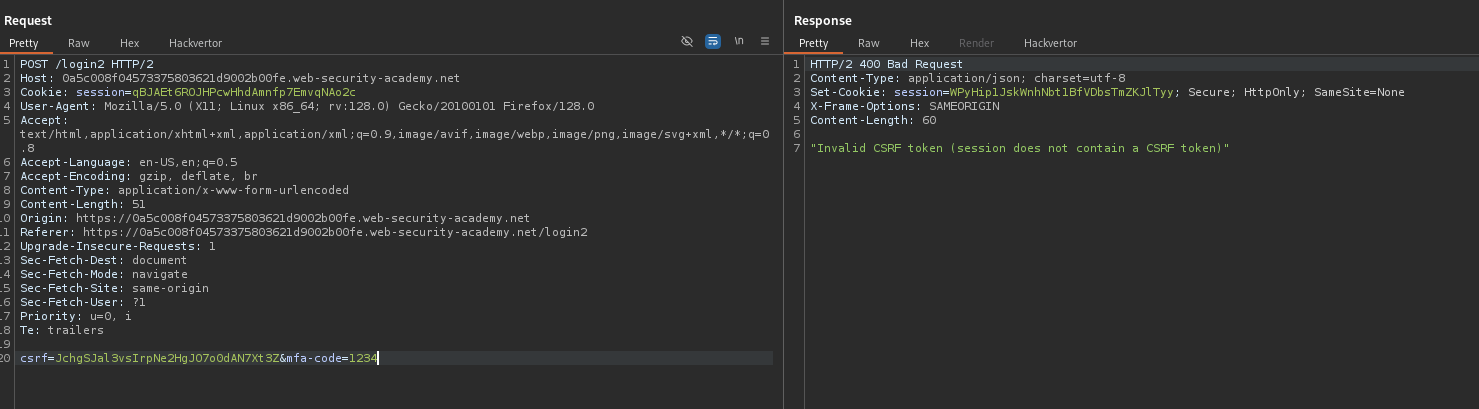 Request
Pretty Raw Hex Hackvertor
\n
1 POST /login2 HTTP/2
2 Host: 0a5c008f04573375803621d9002b00fe.web-security-academy.net
3 Cookie: session=qBJAEt6ROJHPcwHhdAmnfp7EmvqNAo2c
4 User-Agent: Mozilla/5.0 (X11; Linux x86_64; rv:128.0) Gecko/20100101 Firefox/128.0
5 Accept:
text/html,application/xhtml+xml,application/xml;q=0.9,image/avif,image/webp,image/png,image/svg+xml,*/*;q=0
.8
6 Accept-Language: en-US,en;q=0.5
7 Accept-Encoding: gzip, deflate, br
8 Content-Type: application/x-www-form-urlencoded
9 Content-Length: 51
10 Origin: https://0a5c008f04573375803621d9002b00fe.web-security-academy.net
11 Referer: https://0a5c008f04573375803621d9002b00fe.web-security-academy.net/login2
12 Upgrade-Insecure-Requests: 1
13 Sec-Fetch-Dest: document
14 Sec-Fetch-Mode: navigate
15 Sec-Fetch-Site: same-origin
16 Sec-Fetch-User: ?1
17 Priority: u=0, i
18 Te: trailers
19
20 csrf=JchgSJal3vsIrpNe2HgJO7o0dAN7Xt3Z&mfa-code=1234
Response
Pretty Raw Hex Render Hackvertor
1 HTTP/2 400 Bad Request
2 Content-Type: application/json; charset=utf-8
3 Set-Cookie: session=WPyHip1JskWnhNbt1BfVDbsTmZKJlTyy; Secure; HttpOnly; SameSite=None
4 X-Frame-Options: SAMEORIGIN
5 Content-Length: 60
6
7 "Invalid CSRF token (session does not contain a CSRF token)"